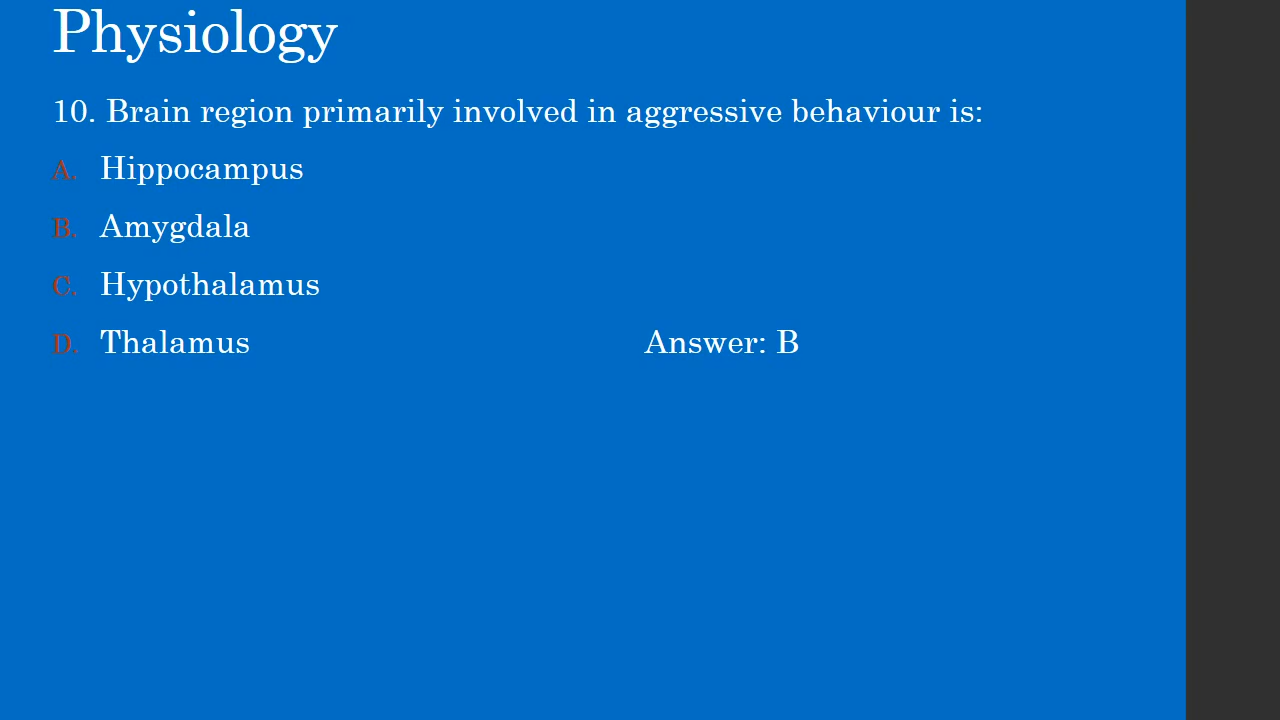 Physiology
10. Brain region primarily involved in aggressive behaviour is:
A. Hippocampus
B. Amygdala
C. Hypothalamus
D. Thalamus Answer: B